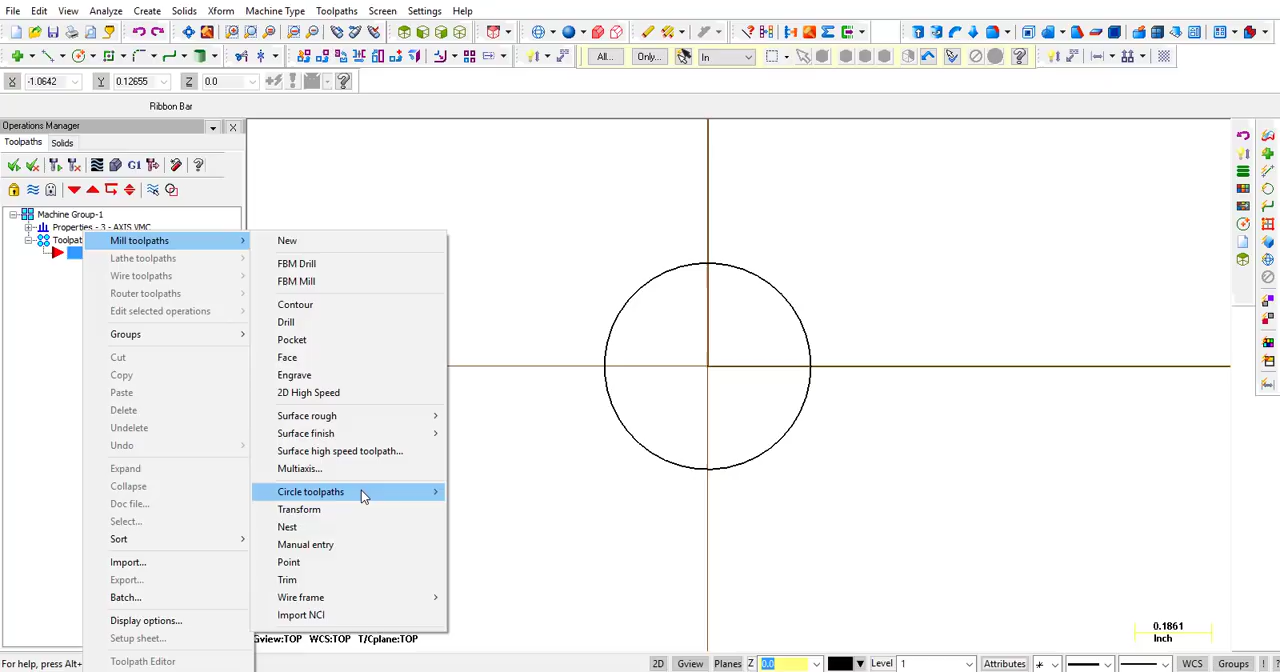 File Edit View Analyze Create Solids Xform Machine Type Toolpaths Screen Settings Help
All... Only... In
X -1.0642 Y 0.12655 Z 0.0
Ribbon Bar
Operations Manager
Toolpaths Solids
G1
Machine Group-1
Properties - 3 - AXIS VMC
Toolpat
Mill toolpaths
Lathe toolpaths
Wire toolpaths
Router toolpaths
Edit selected operations
Groups
Cut
Copy
Paste
Delete
Undelete
Undo
Expand
Collapse
Doc file...
Select...
Sort
Import...
Export...
Batch...
Display options...
Setup sheet...
Toolpath Editor
New
FBM Drill
FBM Mill
Contour
Drill
Pocket
Face
Engrave
2D High Speed
Surface rough
Surface finish
Surface high speed toolpath...
Multiaxis...
Circle toolpaths
Transform
Nest
Manual entry
Point
Trim
Wire frame
Import NCI
Gview:TOP WCS:TOP T/Cplane:TOP
0.1861
Inch
For help, press Alt+
2D Gview Planes Z 0.0 Level 1 Attributes WCS Groups